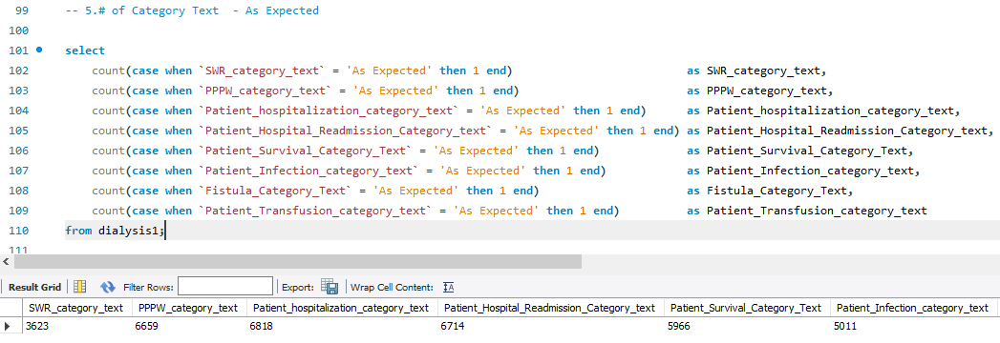 99 -- 5.# of Category Text - As Expected
100
101 select
102 count(case when `SWR_category_text` = 'As Expected' then 1 end) as SWR_category_text,
103 count(case when `PPPW_category_text` = 'As Expected' then 1 end) as PPPW_category_text,
104 count(case when `Patient_hospitalization_category_text` = 'As Expected' then 1 end) as Patient_hospitalization_category_text,
105 count(case when `Patient_Hospital_Readmission_Category_text` = 'As Expected' then 1 end) as Patient_Hospital_Readmission_Category_text,
106 count(case when `Patient_Survival_Category_Text` = 'As Expected' then 1 end) as Patient_Survival_Category_Text,
107 count(case when `Patient_Infection_category_text` = 'As Expected' then 1 end) as Patient_Infection_category_text,
108 count(case when `Fistula_Category_Text` = 'As Expected' then 1 end) as Fistula_Category_Text,
109 count(case when `Patient_Transfusion_category_text` = 'As Expected' then 1 end) as Patient_Transfusion_category_text
110 from dialysis1;
111
Result Grid Filter Rows: Export: Wrap Cell Content:
SWR_category_text PPPW_category_text Patient_hospitalization_category_text Patient_Hospital_Readmission_Category_text Patient_Survival_Category_Text Patient_Infection_category_text
3623 6659 6818 6714 5966 5011